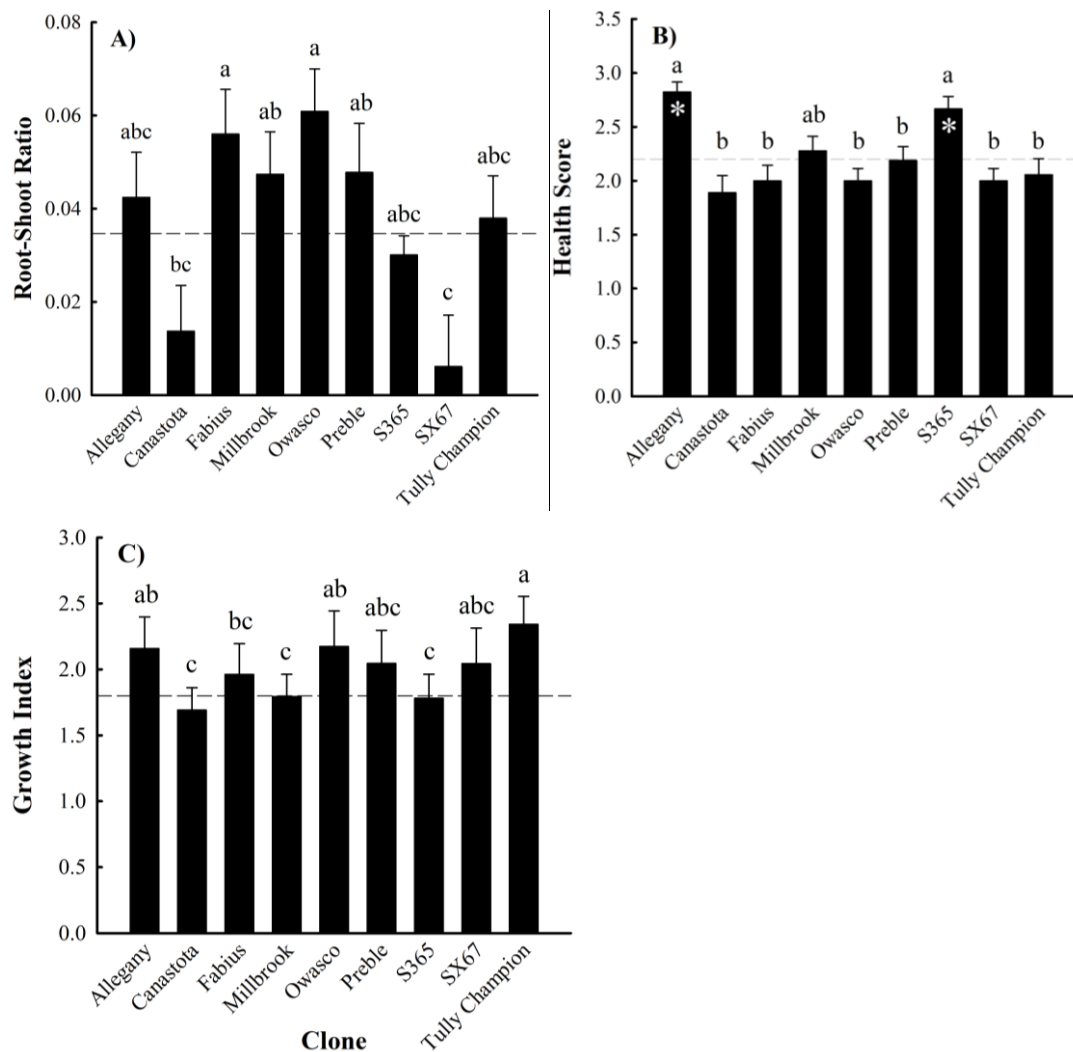 A)
Root-Shoot Ratio
0.08
0.06
0.04
0.02
0.00
abc
bc
a
ab
a
ab
abc
c
abc
Allegany
Canastota
Fabius
Millbrook
Owasco
Preble
S365
SX67
Tully Champion
B)
Health Score
3.5
3.0
2.5
2.0
1.5
1.0
0.5
0.0
a
b
b
ab
b
b
a
b
b
*
*
Allegany
Canastota
Fabius
Millbrook
Owasco
Preble
S365
SX67
Tully Champion
C)
Growth Index
3.0
2.5
2.0
1.5
1.0
0.5
0.0
ab
c
bc
c
ab
abc
c
abc
a
Allegany
Canastota
Fabius
Millbrook
Owasco
Preble
S365
SX67
Tully Champion
Clone